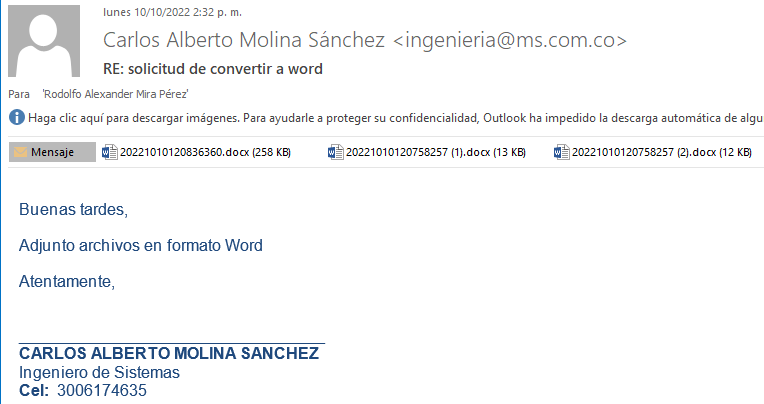 lunes 10/10/2022 2:32 p. m.
Carlos Alberto Molina Sánchez <ingenieria@ms.com.co>
RE: solicitud de convertir a word
Para 'Rodolfo Alexander Mira Pérez'
Haga clic aquí para descargar imágenes. Para ayudarle a proteger su confidencialidad, Outlook ha impedido la descarga automática de algu
Mensaje 20221010120836360.docx (258 KB) 20221010120758257 (1).docx (13 KB) 20221010120758257 (2).docx (12 KB)
Buenas tardes,
Adjunto archivos en formato Word
Atentamente,
CARLOS ALBERTO MOLINA SANCHEZ
Ingeniero de Sistemas
Cel: 3006174635